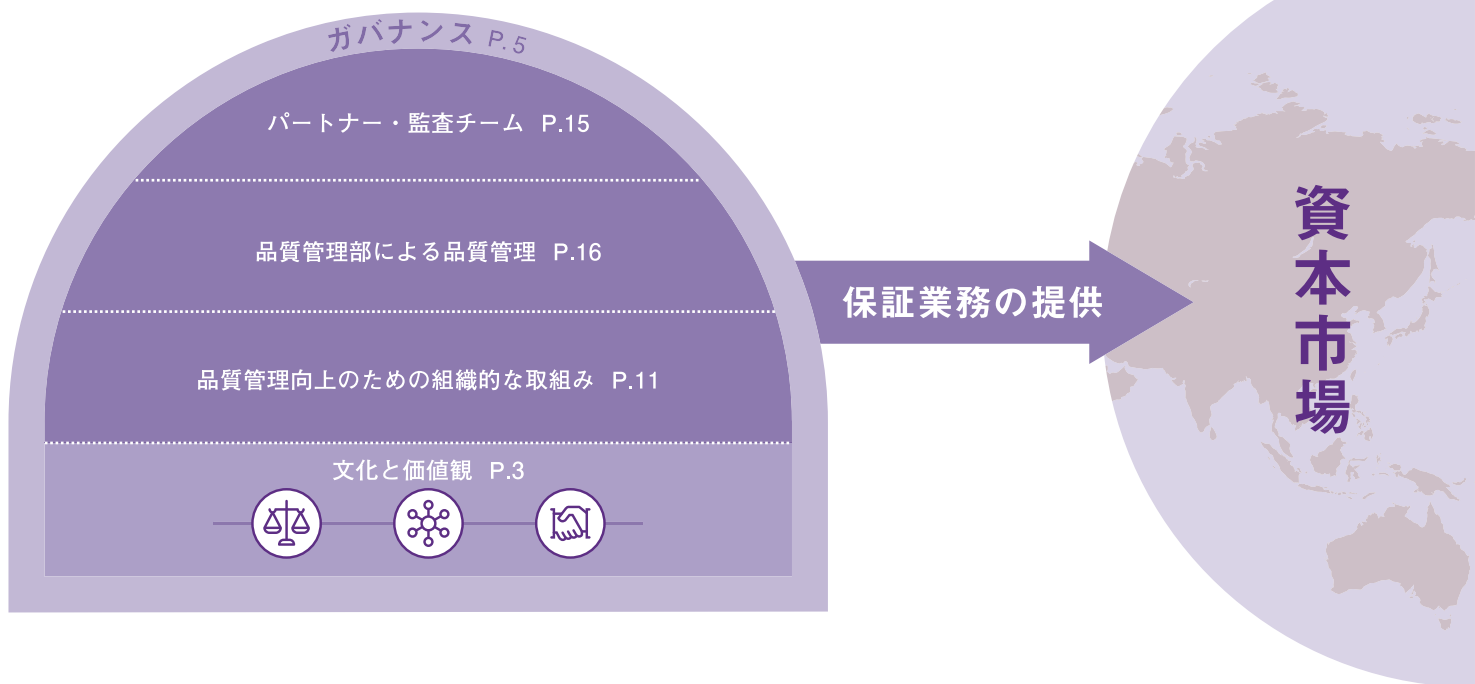 ガバナンス P.5
パートナー・監査チーム P.15
品質管理部による品質管理 P.16
品質管理向上のための組織的な取組み P.11
文化と価値観 P.3
保証業務の提供
資本市場